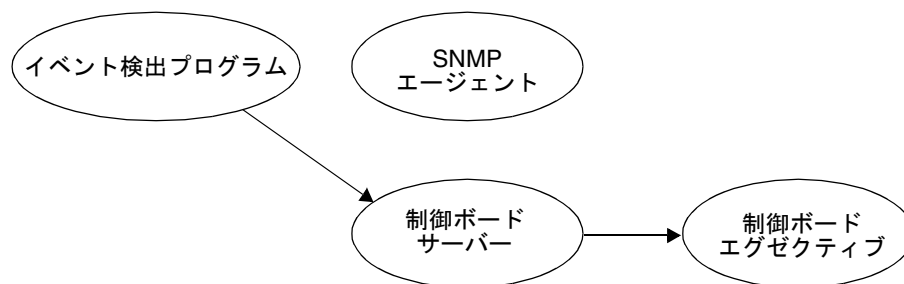 イベント検出プログラム
SNMP
エージェント
制御ボード
サーバー
制御ボード
エグゼクティブ